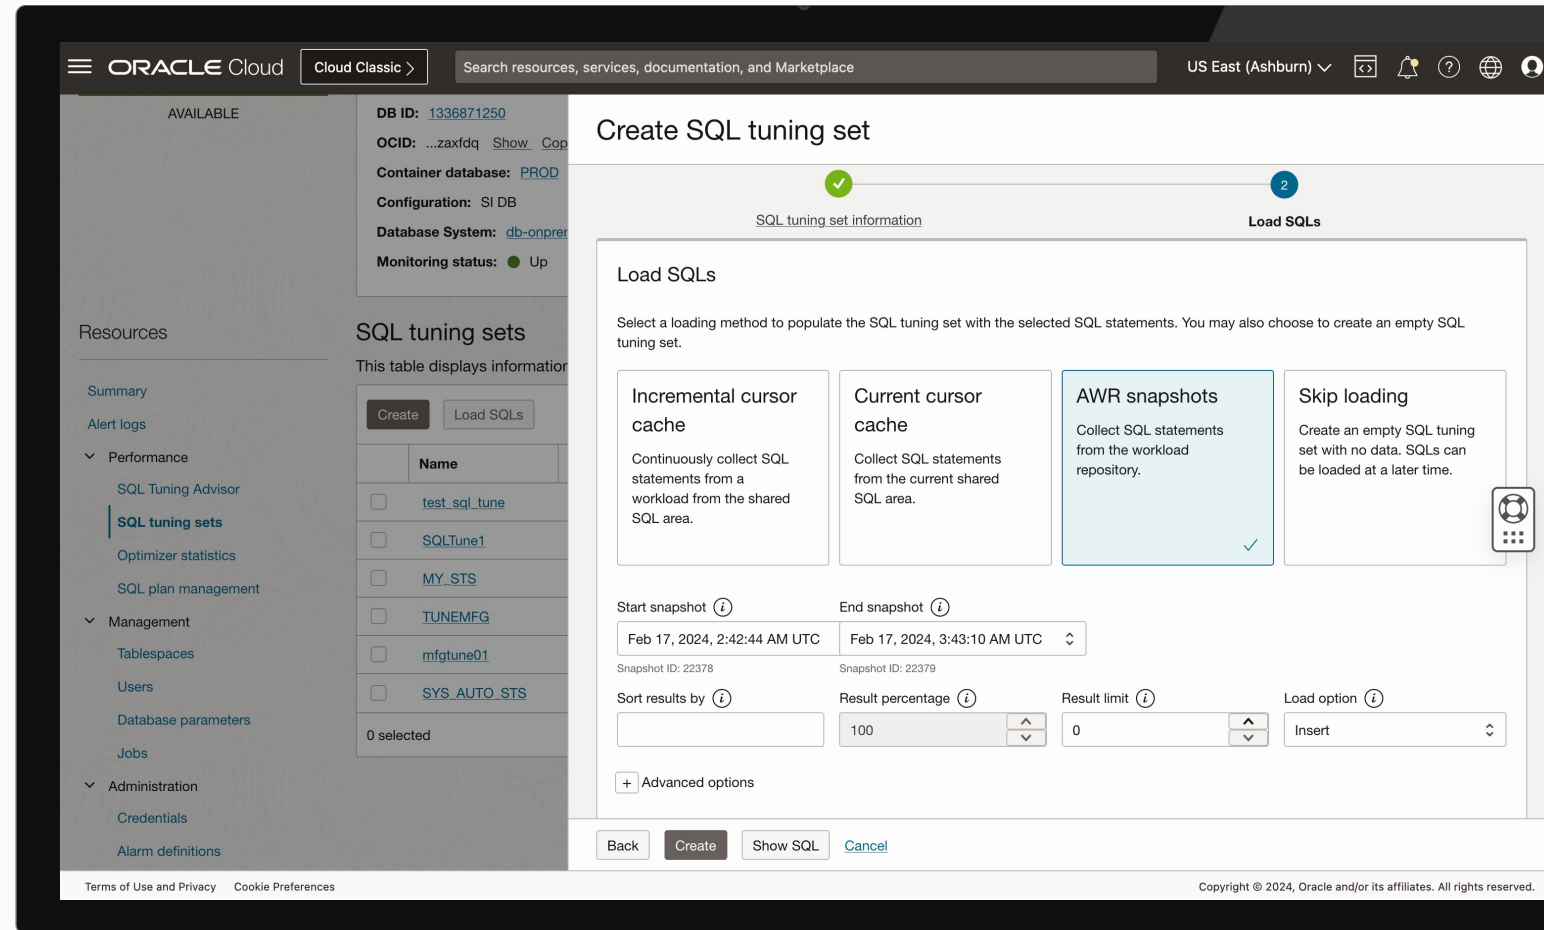 ORACLE Cloud
Cloud Classic
Search resources, services, documentation, and Marketplace
US East (Ashburn)
AVAILABLE
DB ID: 1336871250
OCID: ...zaxfdq Show Cop
Container database: PROD
Configuration: SI DB
Database System: db-onprer
Monitoring status: Up
Resources
Summary
Alert logs
Performance
SQL Tuning Advisor
SQL tuning sets
Optimizer statistics
SQL plan management
Management
Tablespaces
Users
Database parameters
Jobs
Administration
Credentials
Alarm definitions
SQL tuning sets
This table displays information
Create
Load SQLs
Name
test_sql_tune
SQLTune1
MY_STS
TUNEMFG
mfgtune01
SYS_AUTO_STS
0 selected
Create SQL tuning set
SQL tuning set information
2
Load SQLs
Load SQLs
Select a loading method to populate the SQL tuning set with the selected SQL statements. You may also choose to create an empty SQL
tuning set.
Incremental cursor
cache
Continuously collect SQL
statements from a
workload from the shared
SQL area.
Current cursor
cache
Collect SQL statements
from the current shared
SQL area.
AWR snapshots
Collect SQL statements
from the workload
repository.
Skip loading
Create an empty SQL tuning
set with no data. SQLs can
be loaded at a later time.
Start snapshot
Feb 17, 2024, 2:42:44 AM UTC
Snapshot ID: 22378
End snapshot
Feb 17, 2024, 3:43:10 AM UTC
Snapshot ID: 22379
Sort results by
Result percentage
100
Result limit
0
Load option
Insert
+ Advanced options
Back
Create
Show SQL
Cancel
Terms of Use and Privacy
Cookie Preferences
Copyright © 2024, Oracle and/or its affiliates. All rights reserved.